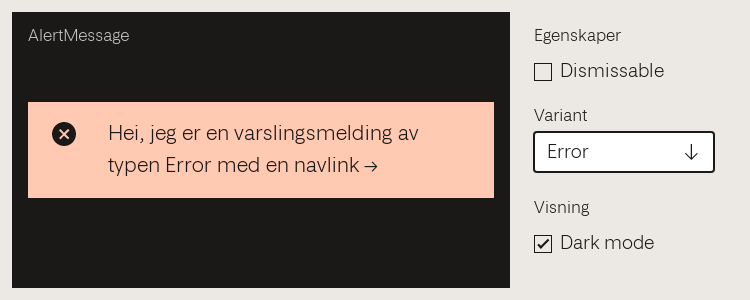 AlertMessage
Hei, jeg er en varslingsmelding av
typen Error med en navlink →
Egenskaper
Dismissable
Variant
Error
Visning
Dark mode